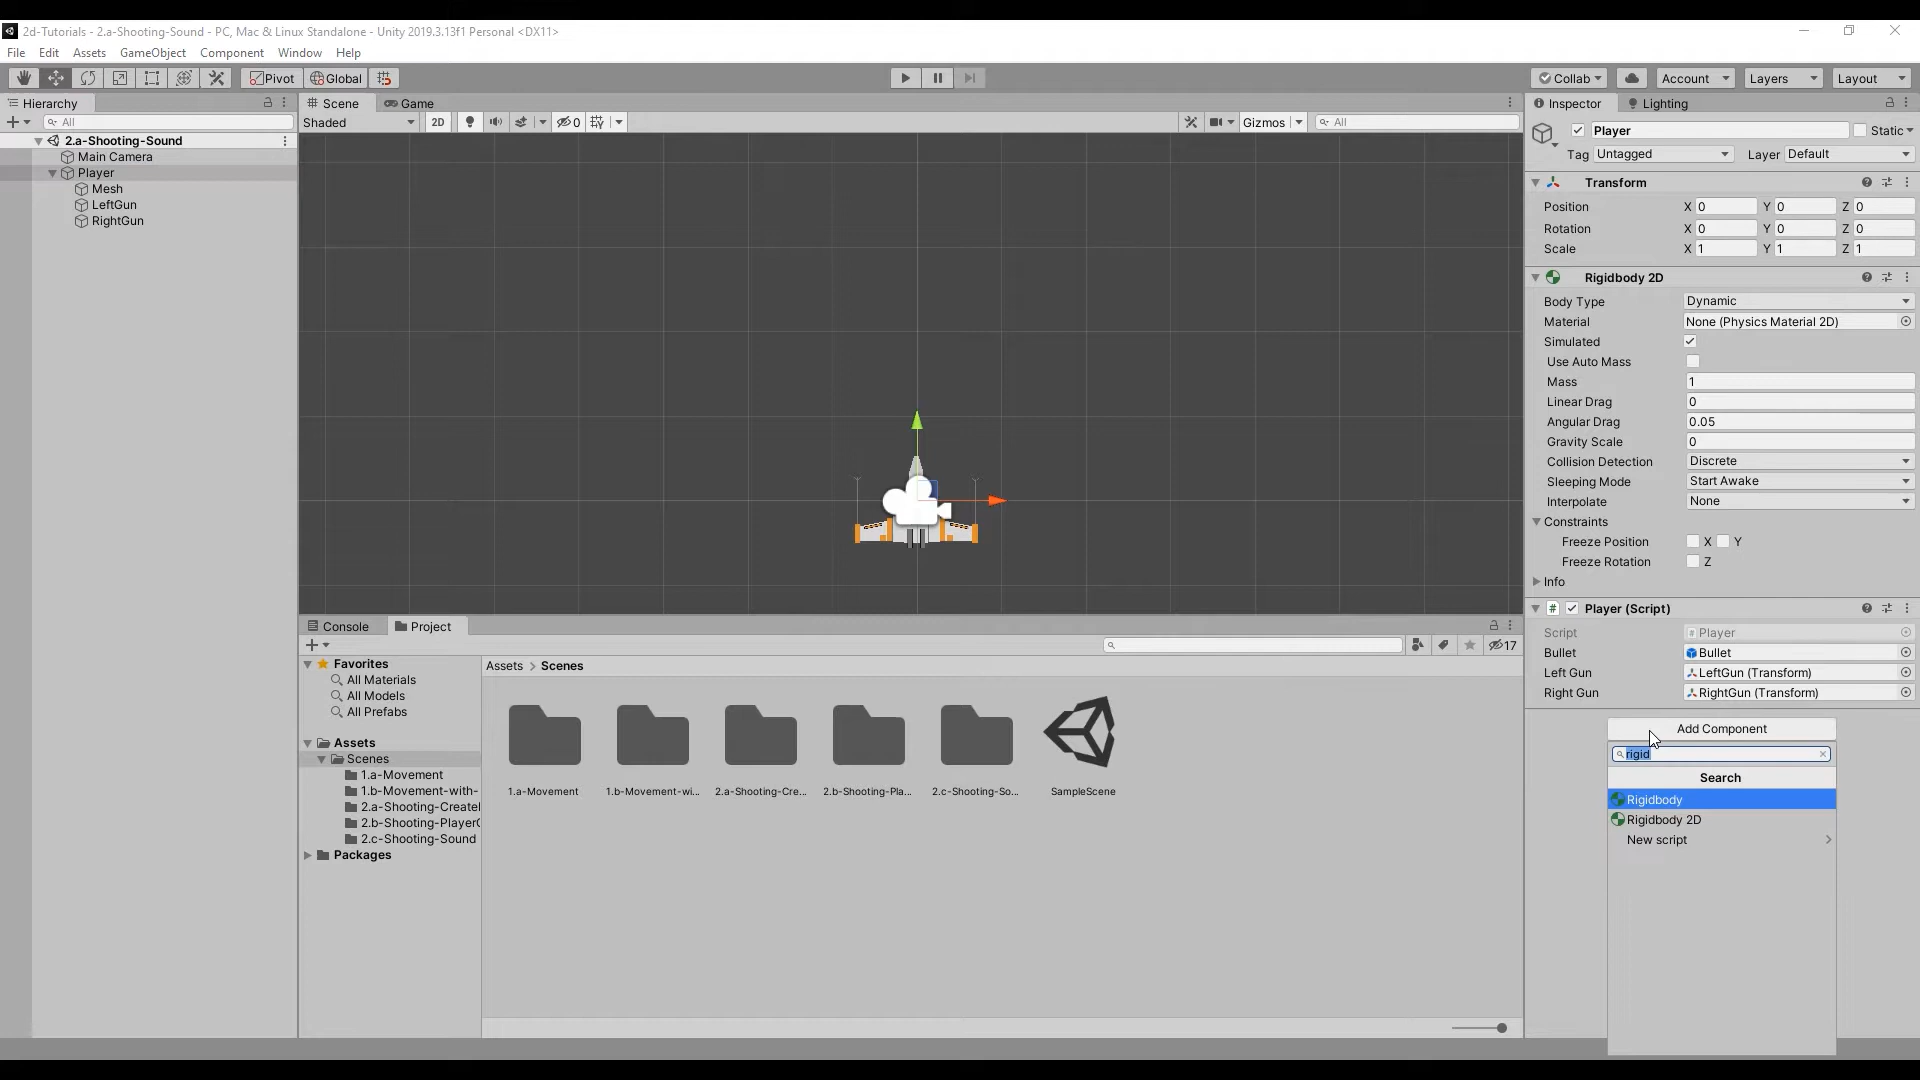 2d-Tutorials - 2.a-Shooting-Sound - PC, Mac & Linux Standalone - Unity 2019.3.13f1 Personal <DX11>
File Edit Assets GameObject Component Window Help
Pivot Global Collab Account Layers Layout
Hierarchy
All
2.a-Shooting-Sound
Main Camera
Player
Mesh
LeftGun
RightGun
Scene Game
Shaded 2D 0 Gizmos All
Console Project
17
Favorites
All Materials
All Models
All Prefabs
Assets
Scenes
1.a-Movement
1.b-Movement-with-
2.a-Shooting-Createl
2.b-Shooting-Player(
2.c-Shooting-Sound
Packages
Assets > Scenes
1.a-Movement 1.b-Movement-wi... 2.a-Shooting-Cre... 2.b-Shooting-Pla... 2.c-Shooting-So... SampleScene
Inspector Lighting
Player Static
Tag Untagged Layer Default
Transform
Position X 0 Y 0 Z 0
Rotation X 0 Y 0 Z 0
Scale X 1 Y 1 Z 1
Rigidbody 2D
Body Type Dynamic
Material None (Physics Material 2D)
Simulated
Use Auto Mass
Mass 1
Linear Drag 0
Angular Drag 0.05
Gravity Scale 0
Collision Detection Discrete
Sleeping Mode Start Awake
Interpolate None
Constraints
Freeze Position X Y
Freeze Rotation Z
Info
# Player (Script)
Script # Player
Bullet Bullet
Left Gun LeftGun (Transform)
Right Gun RightGun (Transform)
Add Component
rigid
Search
Rigidbody
Rigidbody 2D
New script